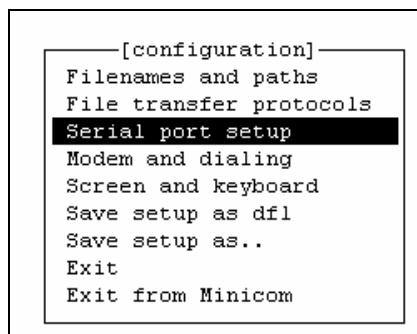 [configuration]
Filenames and paths
File transfer protocols
Serial port setup
Modem and dialing
Screen and keyboard
Save setup as dfl
Save setup as..
Exit
Exit from Minicom